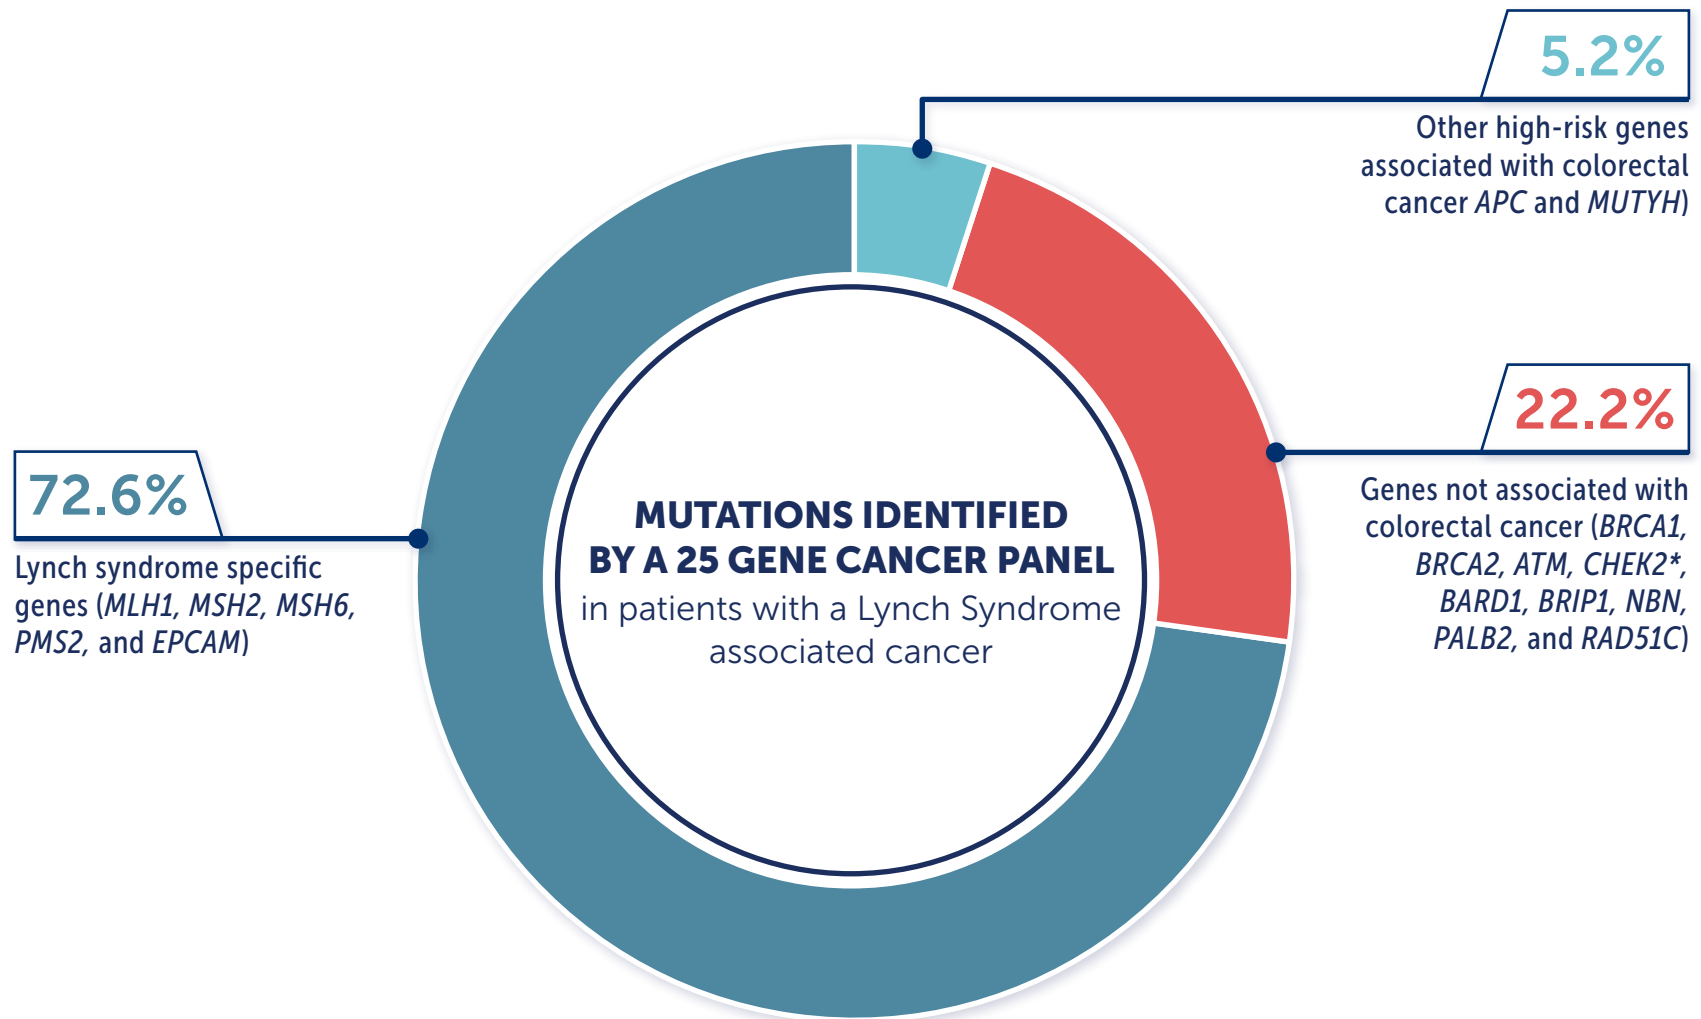 5.2%
Other high-risk genes
associated with colorectal
cancer APC and MUTYH)
22.2%
Genes not associated with
colorectal cancer (BRCA1,
BRCA2, ATM, CHEK2*,
BARD1, BRIP1, NBN,
PALB2, and RAD51C)
72.6%
Lynch syndrome specific
genes (MLH1, MSH2, MSH6,
PMS2, and EPCAM)
MUTATIONS IDENTIFIED
BY A 25 GENE CANCER PANEL
in patients with a Lynch Syndrome
associated cancer